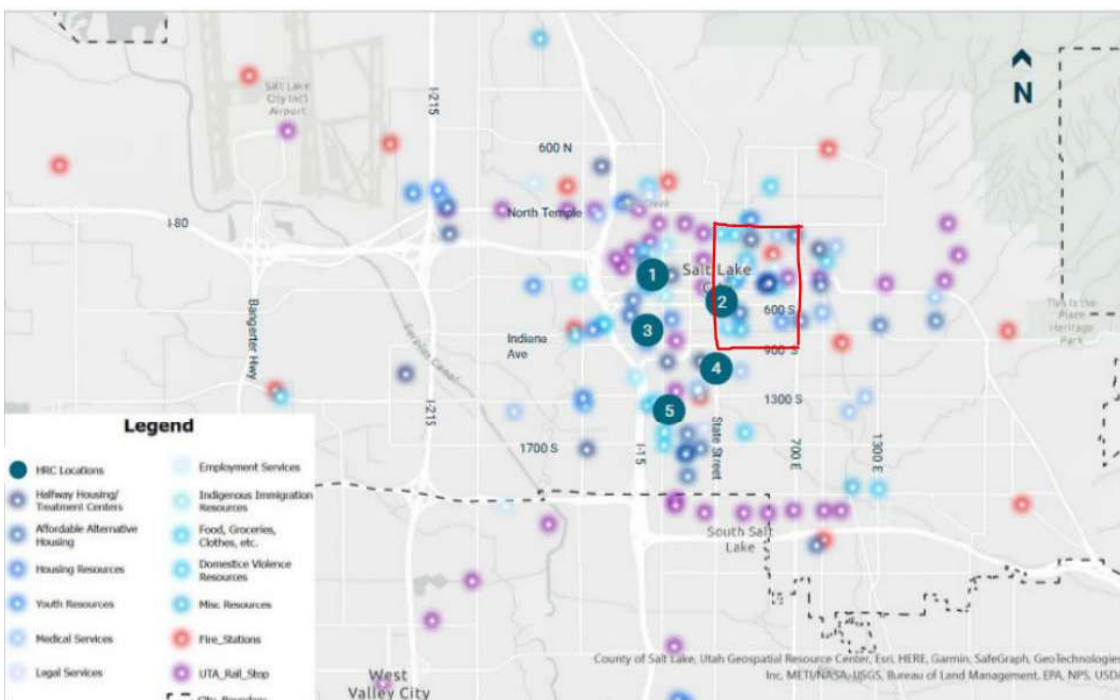 N
Salt Lake
City Int'l
Airport
I-215
600 N
North Temple
I-80
1
Salt Lake
2
600 S
3
Indiana
Ave
900 S
4
This Is the
Place
Heritage
Park
Bangerter Hwy
I-215
1300 S
5
State Street
700 E
1300 E
1700 S
I-15
South Salt
Lake
West
Valley City
Legend
HRC Locations
Halfway Housing/
Treatment Centers
Affordable Alternative
Housing
Housing Resources
Youth Resources
Medical Services
Legal Services
Employment Services
Indigenous Immigration
Resources
Food, Groceries,
Clothes, etc.
Domestice Violence
Resources
Misc Resources
Fire_Stations
UTA_Rail_Stop
City
County of Salt Lake, Utah Geospatial Resource Center, Esri, HERE, Garmin, SafeGraph, GeoTechnologies
Inc, METI/NASA, USGS, Bureau of Land Management, EPA, NPS,